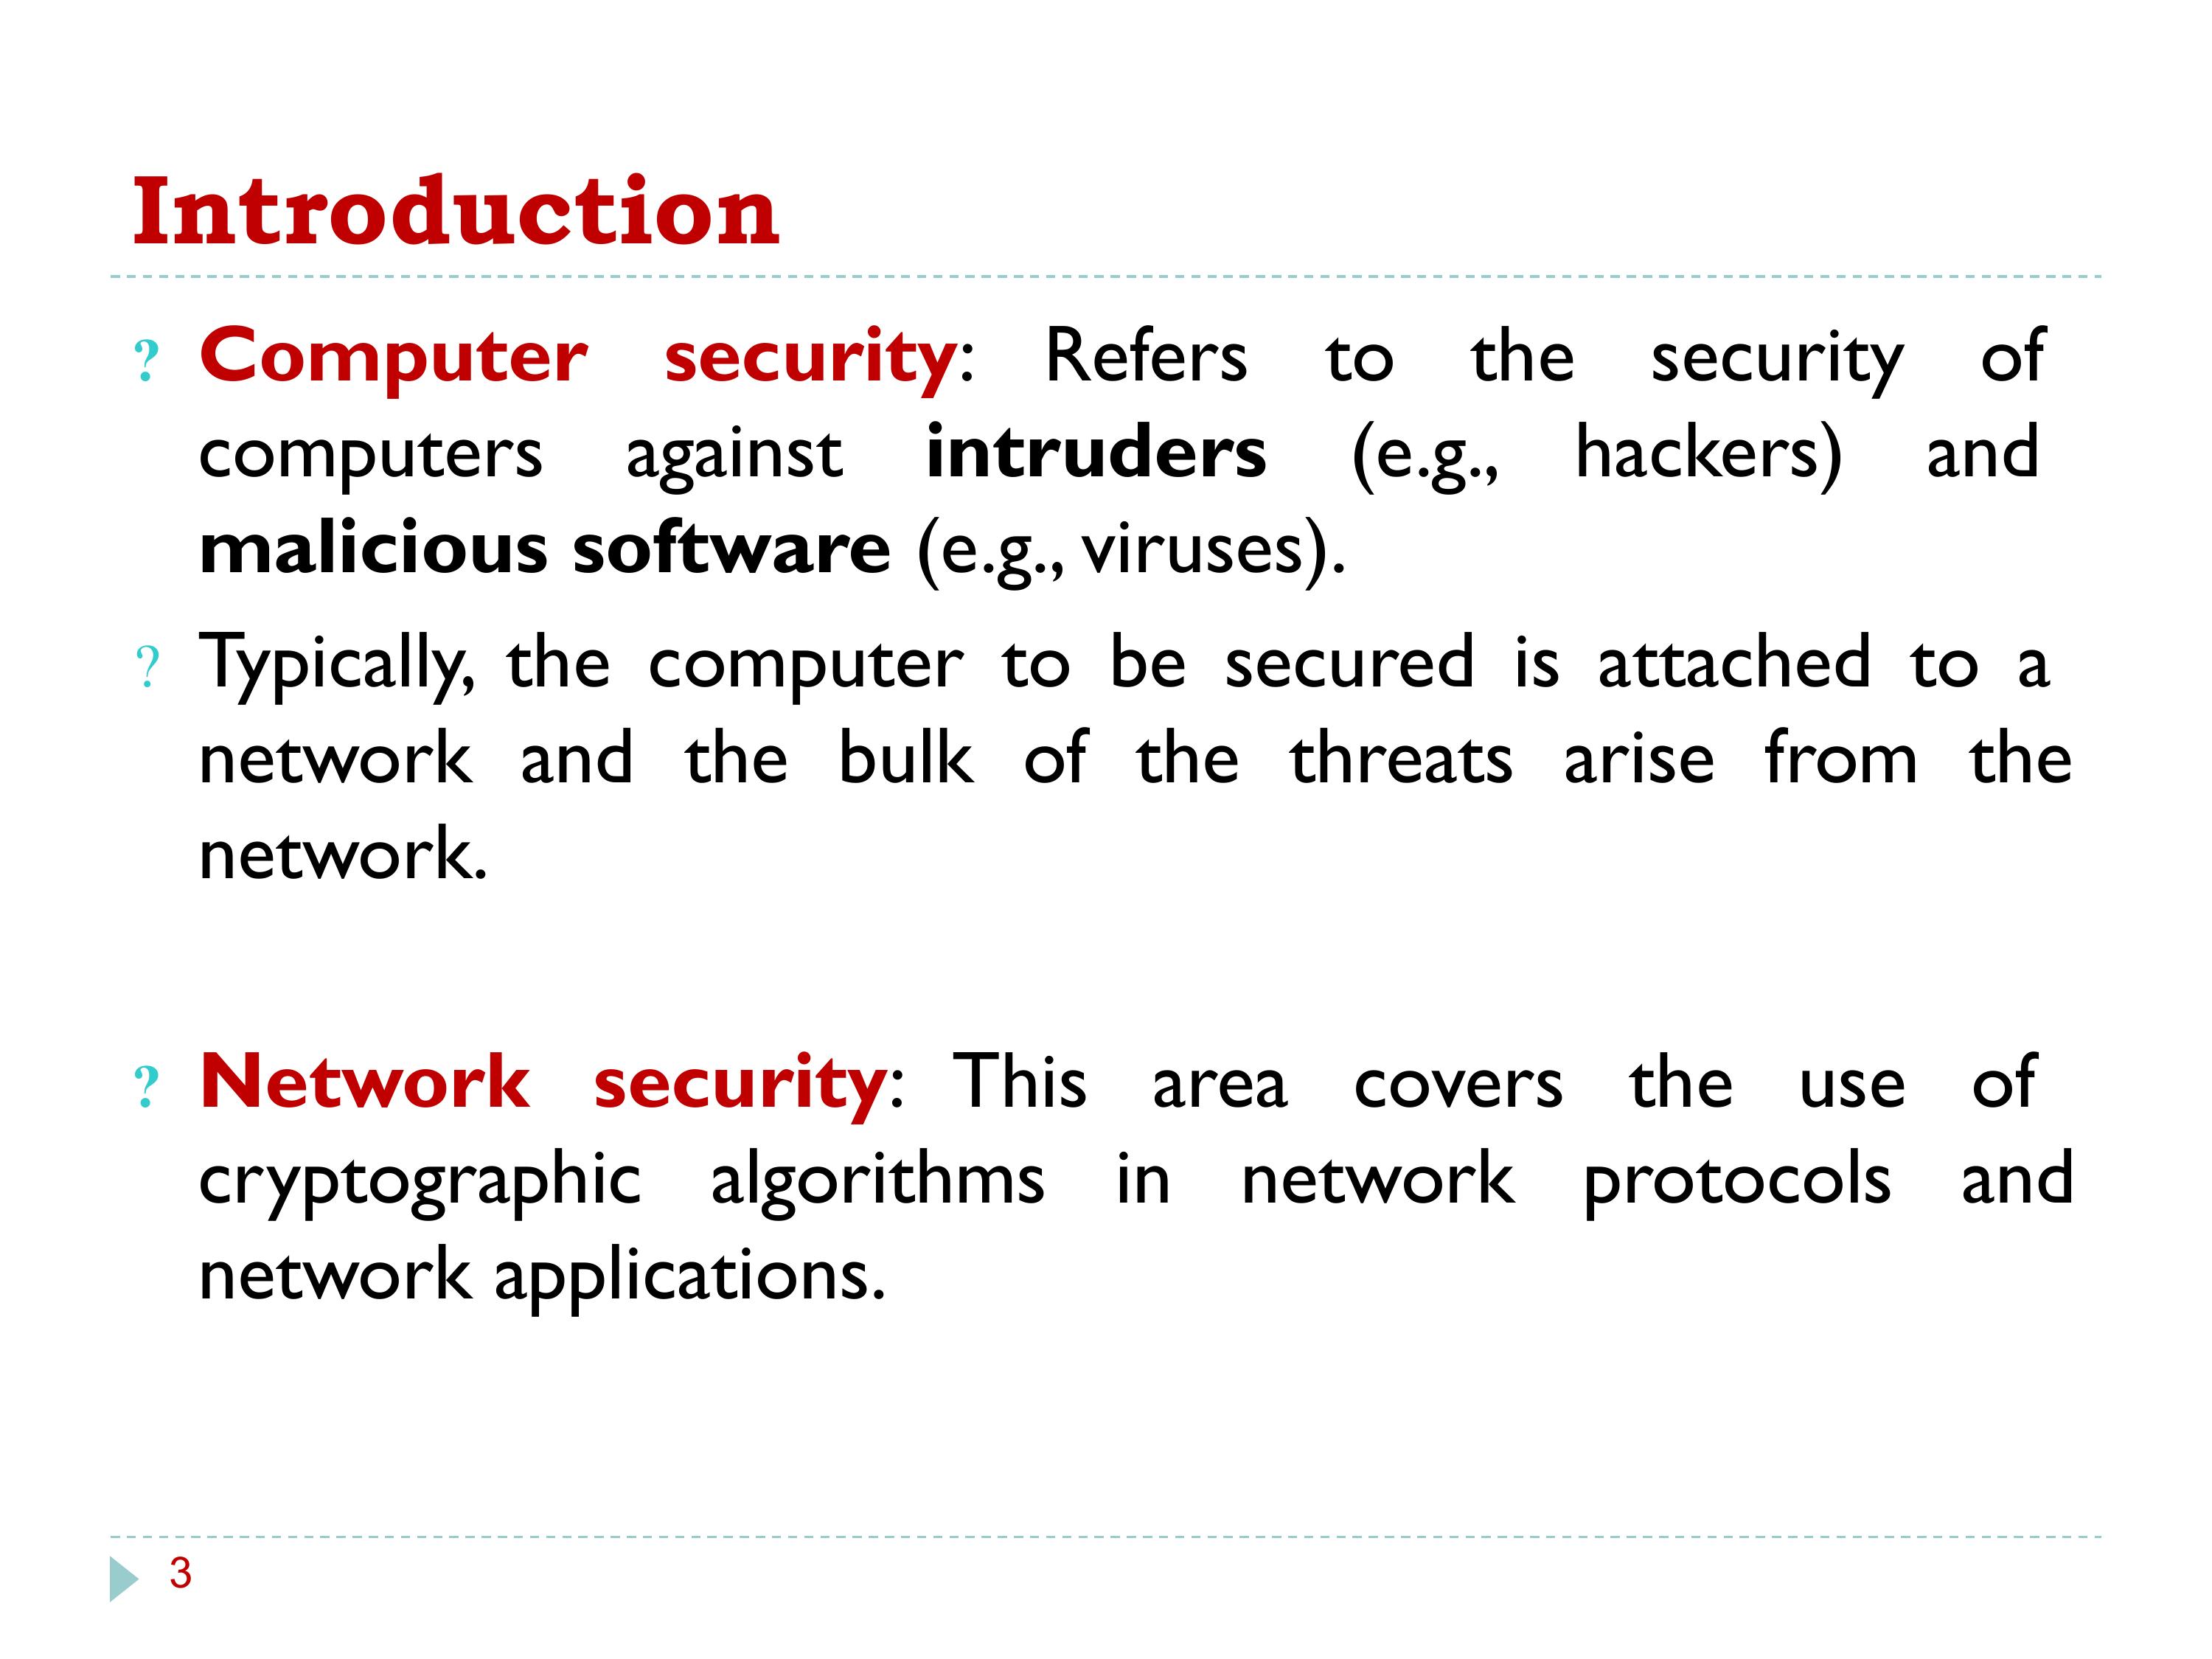 Introduction
? Computer security: Refers to the security of
computers against intruders (e.g., hackers) and
malicious software (e.g., viruses).
? Typically, the computer to be secured is attached to a
network and the bulk of the threats arise from the
network.
? Network security: This area covers the use of
cryptographic algorithms in network protocols and
network applications.
3